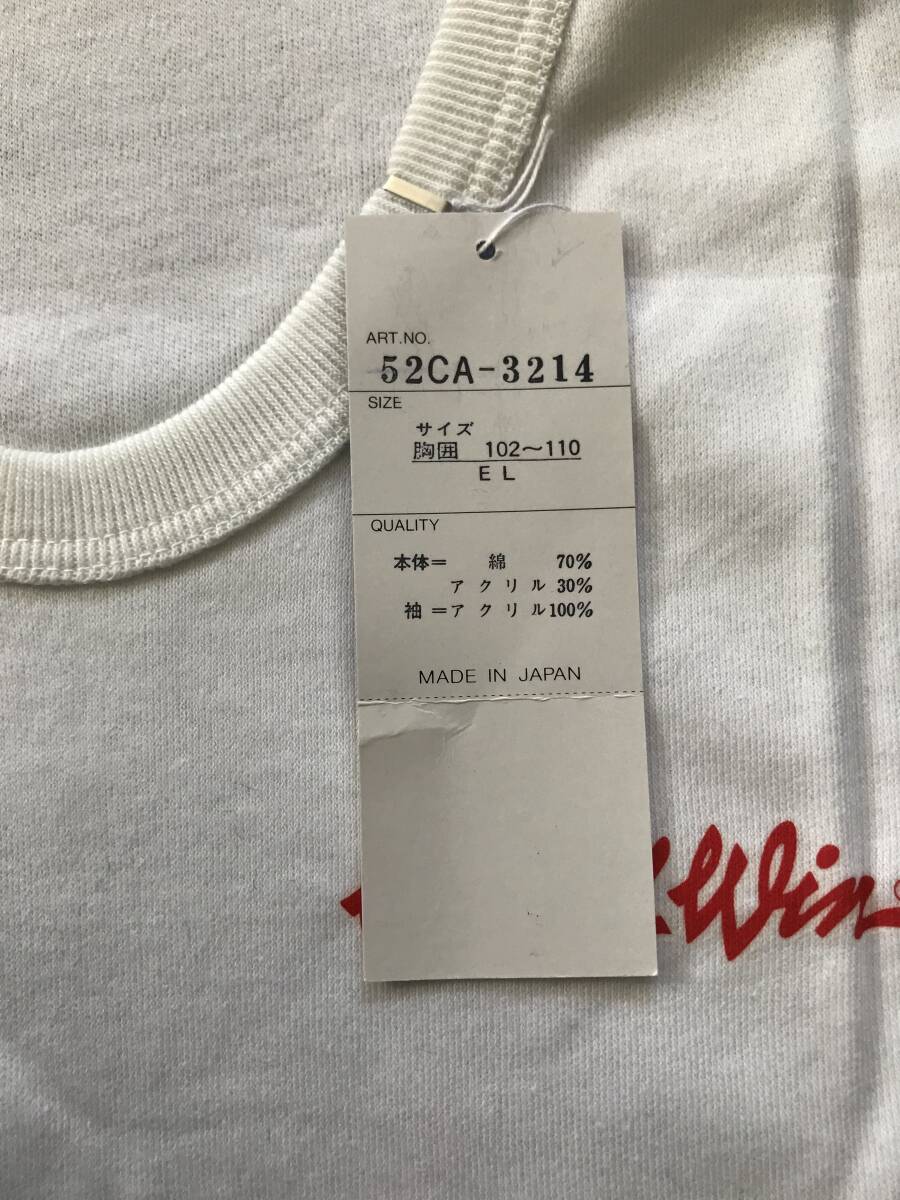 ART.NO.
52CA-3214
SIZE
サイズ
胸囲 102～110
EL
QUALITY
本体＝ 綿 70%
アクリル 30%
袖＝アクリル100%
MADE IN JAPAN
Win